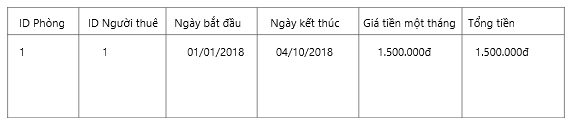 ID Phòng ID Người thuê Ngày bắt đầu Ngày kết thúc Giá tiền một tháng Tổng tiền
1 1 01/01/2018 04/10/2018 1.500.000đ 1.500.000đ